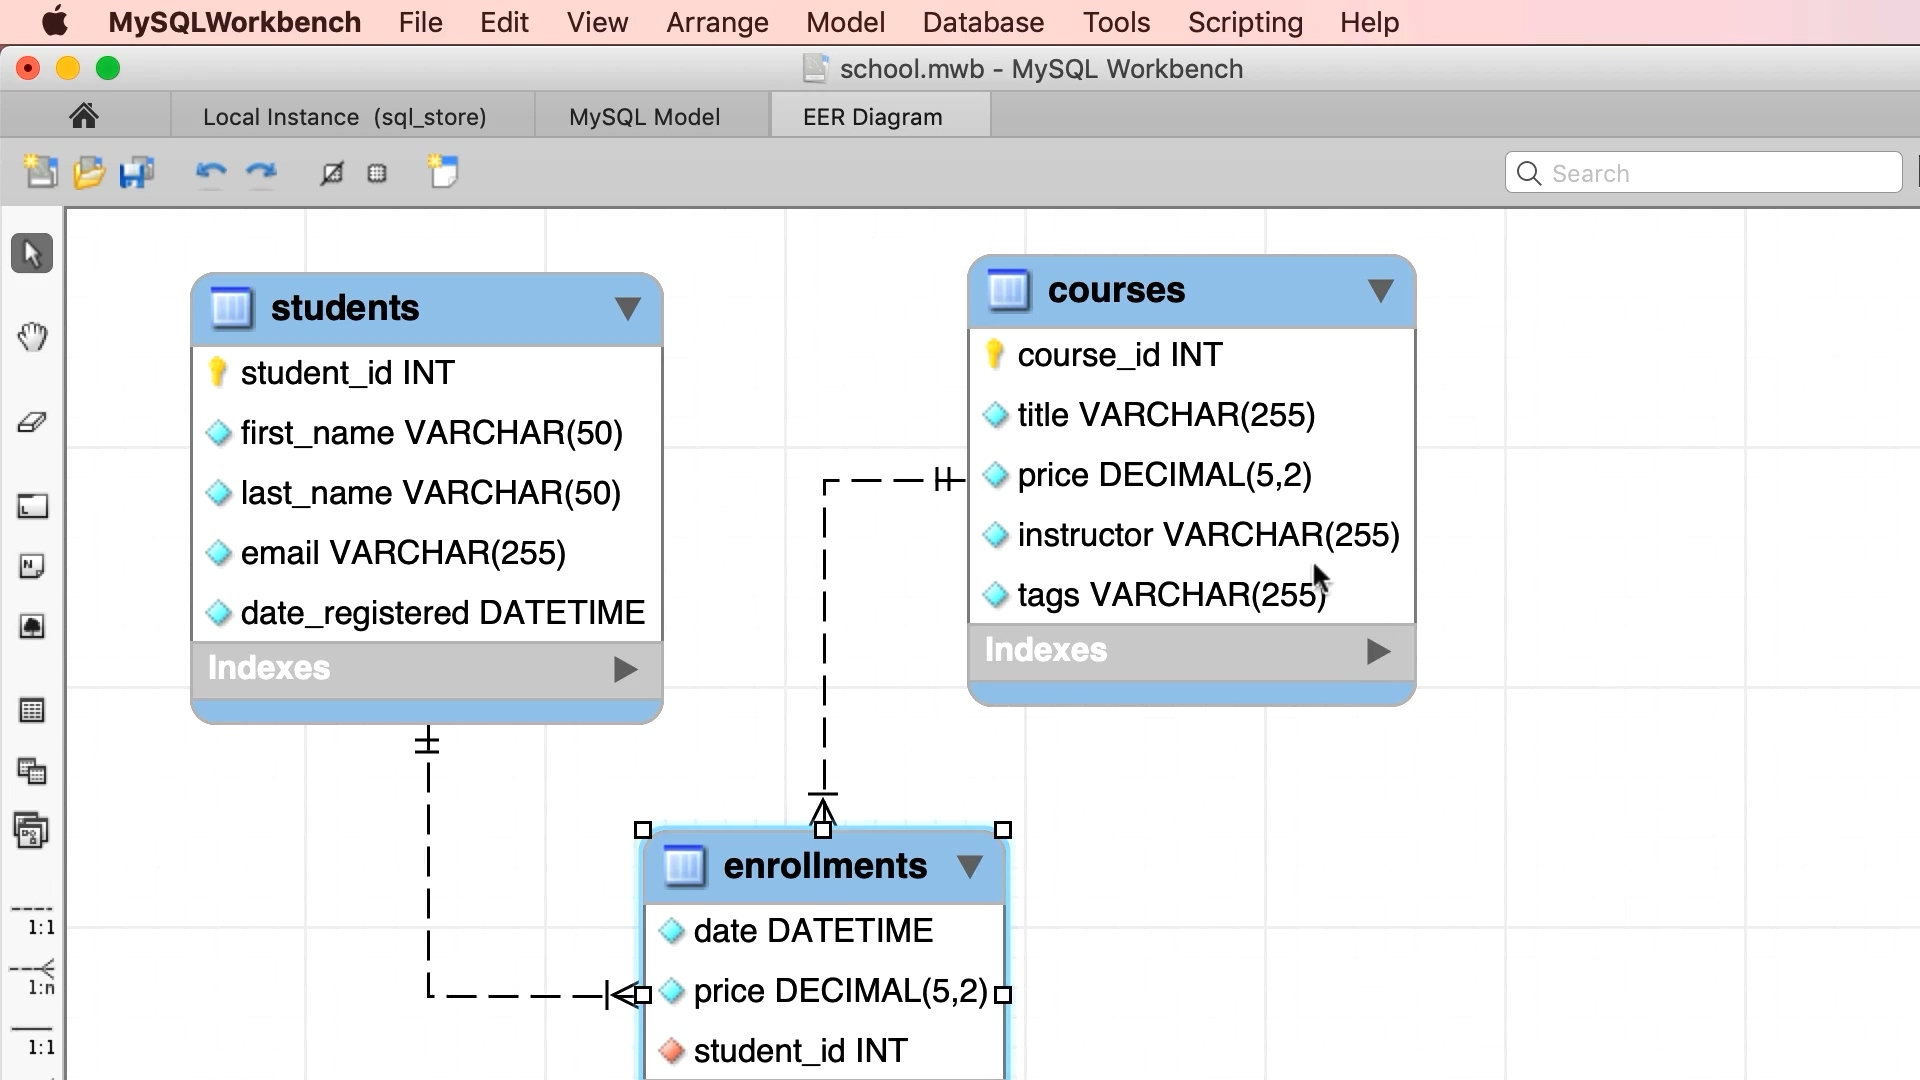 MySQLWorkbench File Edit View Arrange Model Database Tools Scripting Help
school.mwb - MySQL Workbench
Local Instance (sql_store) MySQL Model EER Diagram
Search
students
student_id INT
first_name VARCHAR(50)
last_name VARCHAR(50)
email VARCHAR(255)
date_registered DATETIME
Indexes
courses
course_id INT
title VARCHAR(255)
price DECIMAL(5,2)
instructor VARCHAR(255)
tags VARCHAR(255)
Indexes
enrollments
date DATETIME
price DECIMAL(5,2)
student_id INT
1:1
1:n
1:1